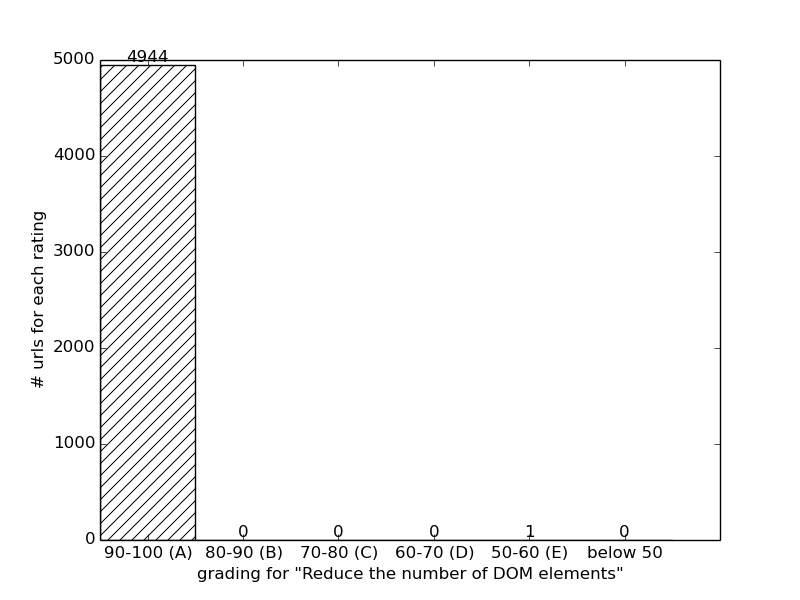 4944
5000
4000
3000
2000
1000
0
# urls for each rating
0 0 0 1 0
90-100 (A) 80-90 (B) 70-80 (C) 60-70 (D) 50-60 (E) below 50
grading for "Reduce the number of DOM elements"